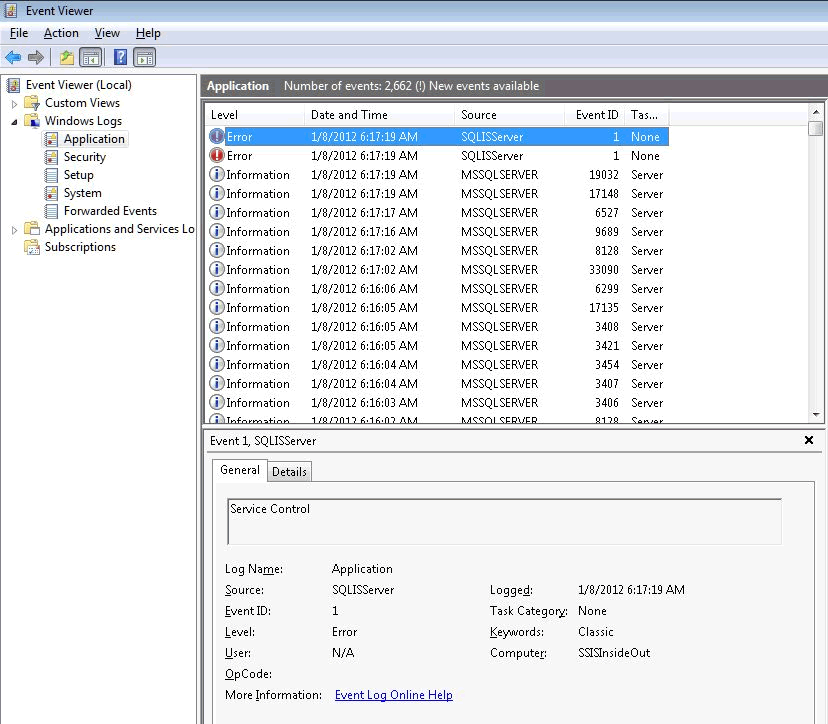 Event Viewer
File Action View Help
Event Viewer (Local)
Custom Views
Windows Logs
Application
Security
Setup
System
Forwarded Events
Applications and Services Lo
Subscriptions
Application Number of events: 2,662 (!) New events available
Level Date and Time Source Event ID Tas...
Error 1/8/2012 6:17:19 AM SQLISServer 1 None
Error 1/8/2012 6:17:19 AM SQLISServer 1 None
Information 1/8/2012 6:17:19 AM MSSQLSERVER 19032 Server
Information 1/8/2012 6:17:19 AM MSSQLSERVER 17148 Server
Information 1/8/2012 6:17:17 AM MSSQLSERVER 6527 Server
Information 1/8/2012 6:17:16 AM MSSQLSERVER 9689 Server
Information 1/8/2012 6:17:02 AM MSSQLSERVER 8128 Server
Information 1/8/2012 6:17:02 AM MSSQLSERVER 33090 Server
Information 1/8/2012 6:16:06 AM MSSQLSERVER 6299 Server
Information 1/8/2012 6:16:05 AM MSSQLSERVER 17135 Server
Information 1/8/2012 6:16:05 AM MSSQLSERVER 3408 Server
Information 1/8/2012 6:16:05 AM MSSQLSERVER 3421 Server
Information 1/8/2012 6:16:04 AM MSSQLSERVER 3454 Server
Information 1/8/2012 6:16:04 AM MSSQLSERVER 3407 Server
Information 1/8/2012 6:16:03 AM MSSQLSERVER 3406 Server
Information 1/8/2012 6:16:02 AM MSSQLSERVER 8128 Server
Event 1, SQLISServer
General Details
Service Control
Log Name: Application
Source: SQLISServer Logged: 1/8/2012 6:17:19 AM
Event ID: 1 Task Category: None
Level: Error Keywords: Classic
User: N/A Computer: SSISInsideOut
OpCode:
More Information: Event Log Online Help